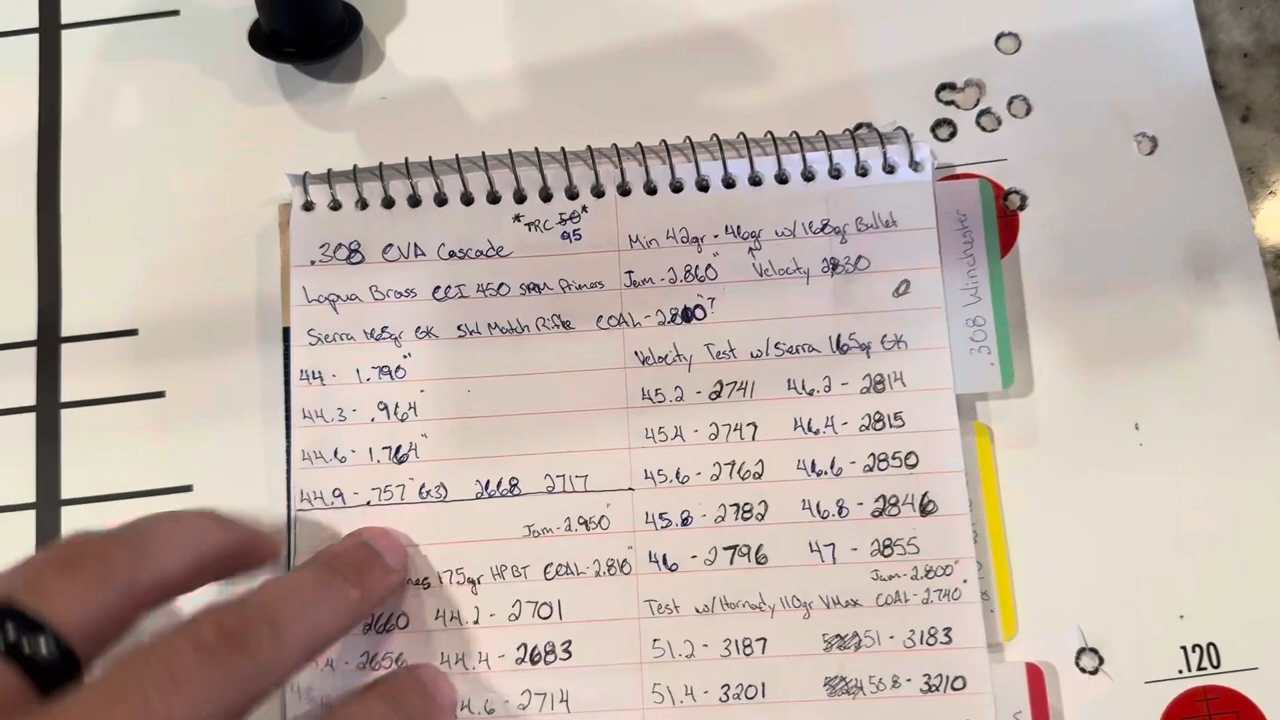 *TRC 50*
95
.308 CVA Cascade
Lapua Brass CCI 450 SRM Primers
Sierra 165gr GK SW Match Rifle COAL-2.800"?
44 - 1.790"
44.3 - .964"
44.6 - 1.764"
44.9 - .757" (x3) 2668 2717
Jam-2.950"
175gr HPBT COAL-2.810"
2660 44.2 - 2701
.4 - 2656 44.4 - 2683
4.6 - 2714
Min 42gr - 46gr w/168gr Bullet
Jam-2.860" Velocity 2830
Velocity Test w/Sierra 165gr GK
45.2 - 2741 46.2 - 2814
45.4 - 2747 46.4 - 2815
45.6 - 2762 46.6 - 2850
45.8 - 2782 46.8 - 2846
46 - 2796 47 - 2855
Jam-2.800"
Test w/Hornady 110gr VMax COAL-2.740"
51.2 - 3187 51 - 3183
51.4 - 3201 50.8 - 3210
.308 Winchester
.120